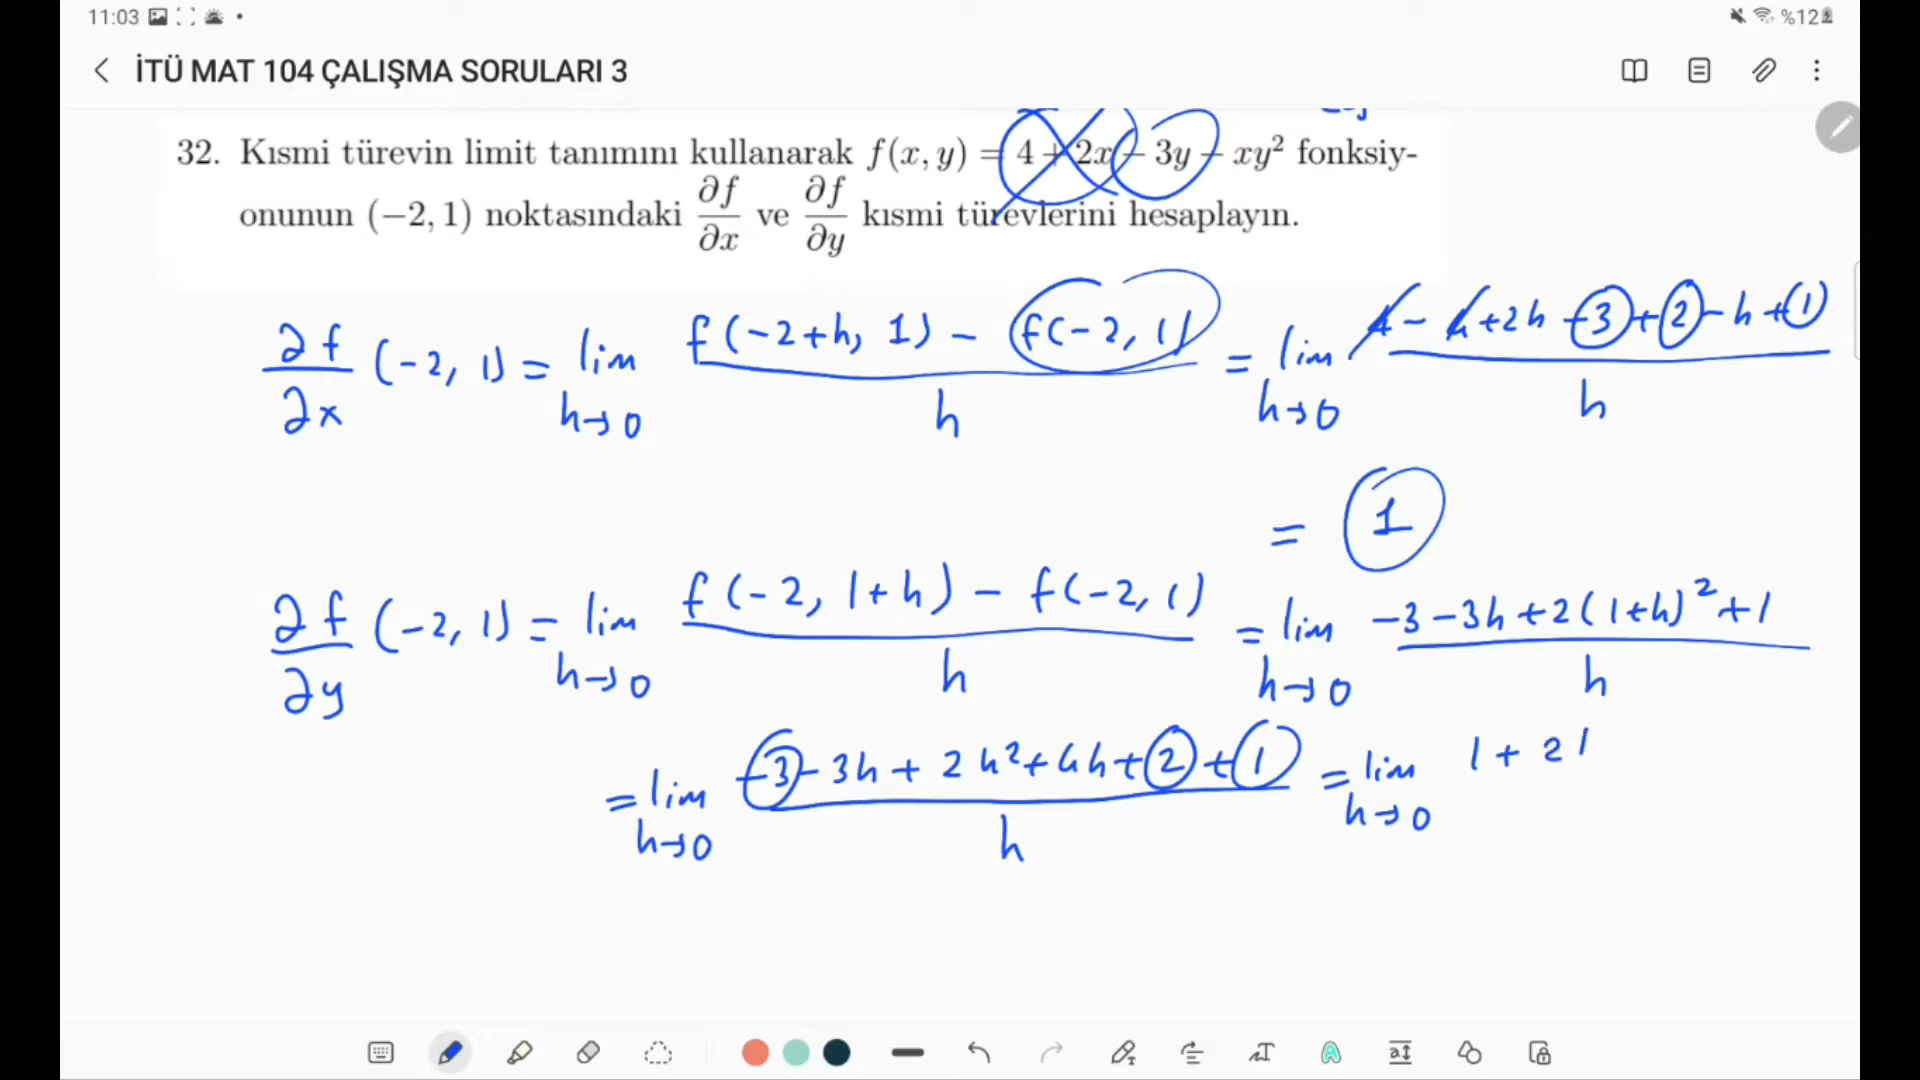 11:03 %12
İTÜ MAT 104 ÇALIŞMA SORULARI 3
32. Kısmi türevin limit tanımını kullanarak f(x, y) = 4 + 2x − 3y − xy² fonksiy-
onunun (−2, 1) noktasındaki ∂f/∂x ve ∂f/∂y kısmi türevlerini hesaplayın.
∂f/∂x (-2, 1) = lim h→0 f(-2+h, 1) - f(-2, 1) / h = lim h→0 4 - 4 + 2h - 3 + 2 - h + 1 / h
= 1
∂f/∂y (-2, 1) = lim h→0 f(-2, 1+h) - f(-2, 1) / h = lim h→0 -3 - 3h + 2(1+h)² + 1 / h
= lim h→0 -3 - 3h + 2h² + 4h + 2 + 1 / h = lim h→0 1 + 2